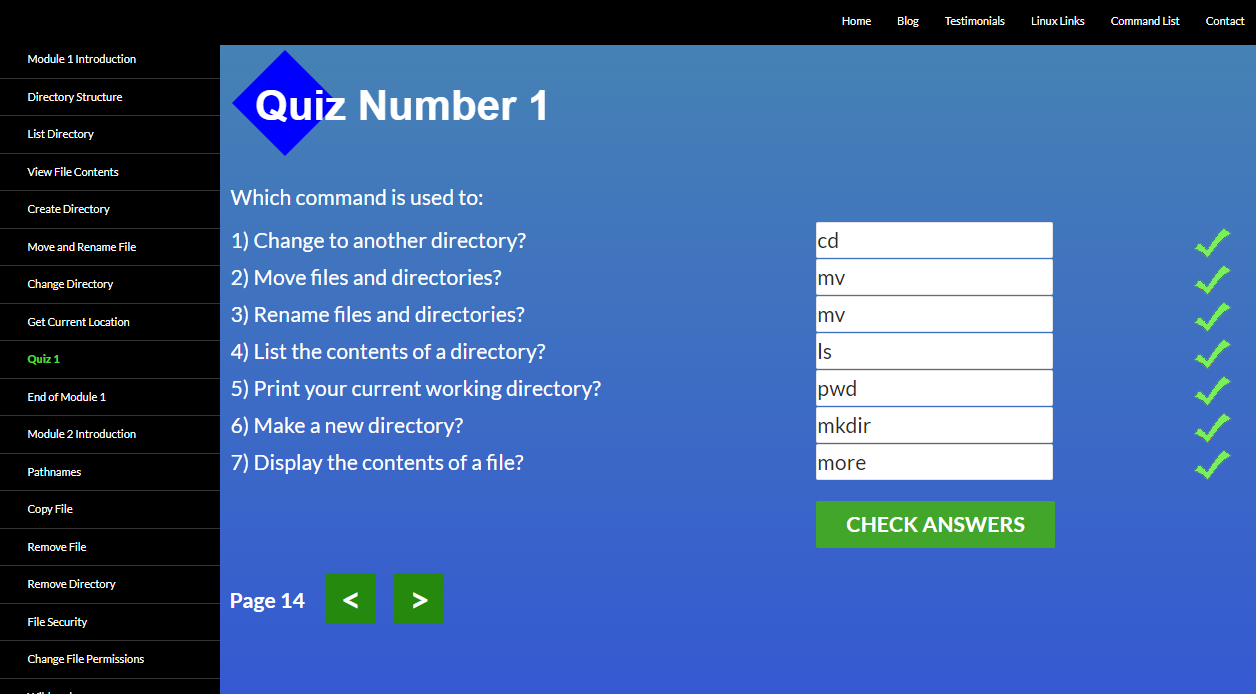 Home Blog Testimonials Linux Links Command List Contact
Module 1 Introduction
Directory Structure
List Directory
View File Contents
Create Directory
Move and Rename File
Change Directory
Get Current Location
Quiz 1
End of Module 1
Module 2 Introduction
Pathnames
Copy File
Remove File
Remove Directory
File Security
Change File Permissions
Quiz Number 1
Which command is used to:
1) Change to another directory? cd
2) Move files and directories? mv
3) Rename files and directories? mv
4) List the contents of a directory? ls
5) Print your current working directory? pwd
6) Make a new directory? mkdir
7) Display the contents of a file? more
CHECK ANSWERS
Page 14 < >